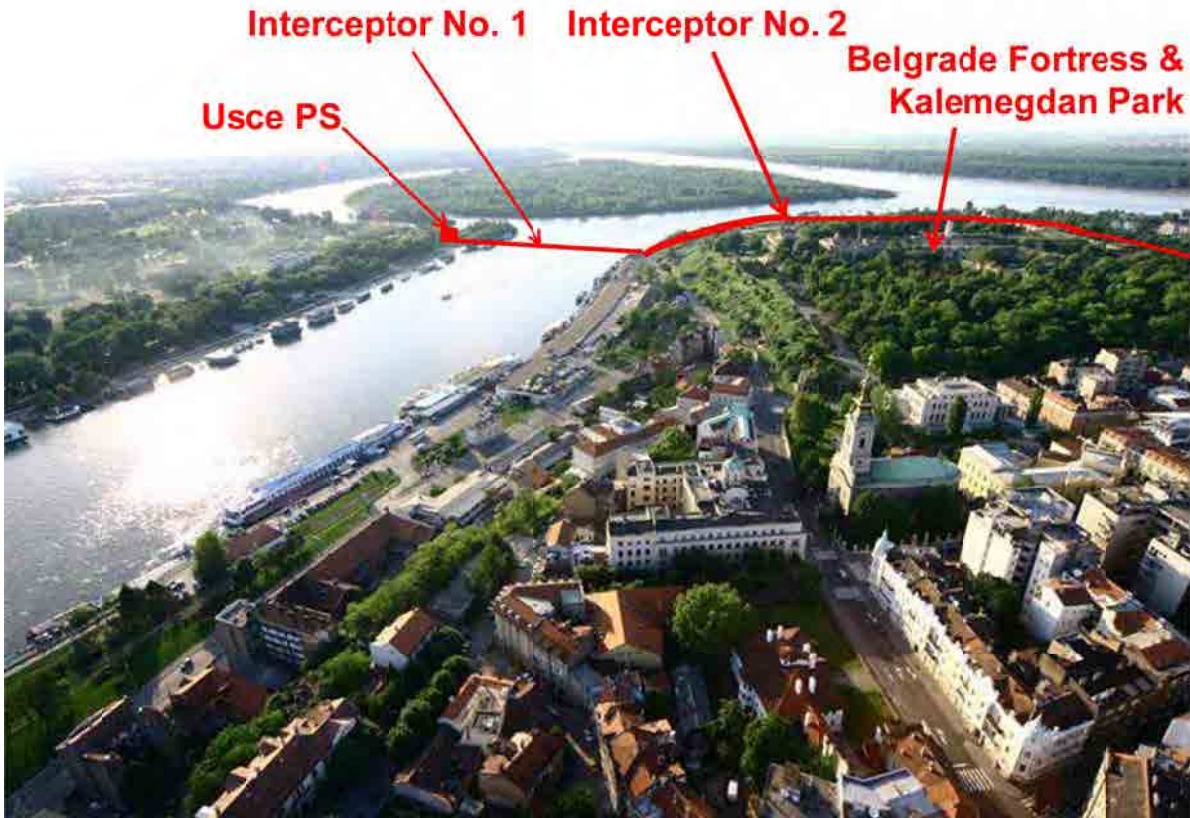 Interceptor No. 1
Interceptor No. 2
Belgrade Fortress &
Kalemegdan Park
Usce PS